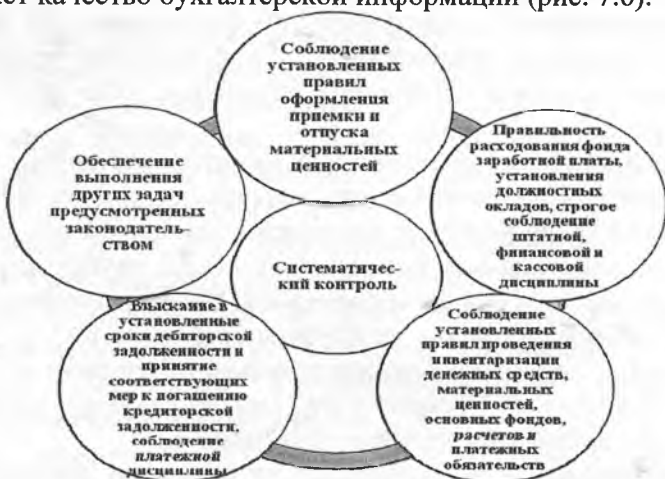 ет качество бухгалтерской информации (рис. 7.6).
Соблюдение
установленных
правил
оформления
приемки и
отпуска
материальных
ценностей
Правильность
расходования фонда
заработной платы,
установления
должностных
окладов, строгое
соблюдение
штатной,
финансовой и
кассовой
дисциплины
Соблюдение
установленных
правил проведения
инвентаризации
денежных средств,
материальных
ценностей,
основных фондов,
расчетов и
платежных
обязательств
Взыскание в
установленные
сроки дебиторской
задолженности и
принятие
соответствующих
мер к погашению
кредиторской
задолженности,
соблюдение
платежной
дисциплины
Обеспечение
выполнения
других задач
предусмотренных
законодатель-
ством
Систематичес-
кий контроль